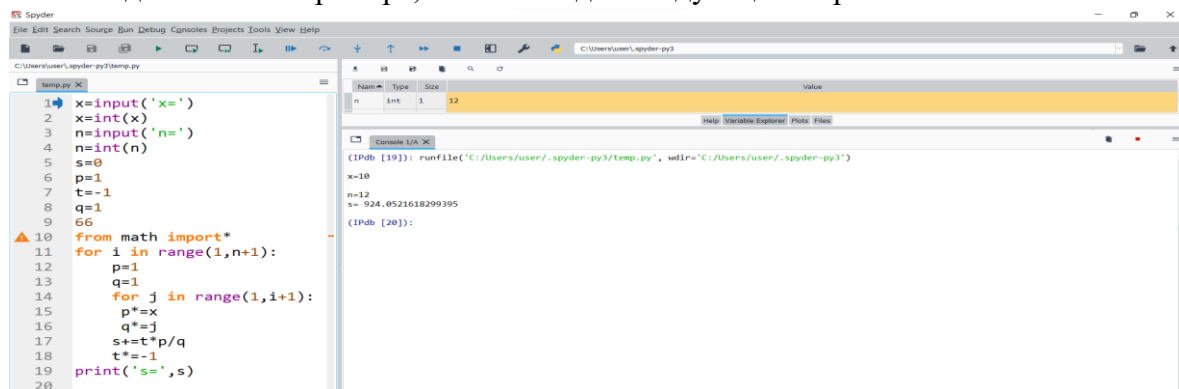 Spyder
File Edit Search Source Run Debug Consoles Projects Tools View Help
C:\Users\user\.spyder-py3
C:\Users\user\.spyder-py3\temp.py
temp.py
Nam Type Size Value
n int 1 12
Help Variable Explorer Plots Files
Console 1/A
1 x=input('x=')
2 x=int(x)
3 n=input('n=')
4 n=int(n)
5 s=0
6 p=1
7 t=-1
8 q=1
9 66
10 from math import*
11 for i in range(1,n+1):
12 p=1
13 q=1
14 for j in range(1,i+1):
15 p*=x
16 q*=j
17 s+=t*p/q
18 t*=-1
19 print('s=',s)
20
(IPdb [19]): runfile('C:/Users/user/.spyder-py3/temp.py', wdir='C:/Users/user/.spyder-py3')
x=10
n=12
s= 924.0521618299395
(IPdb [20]):